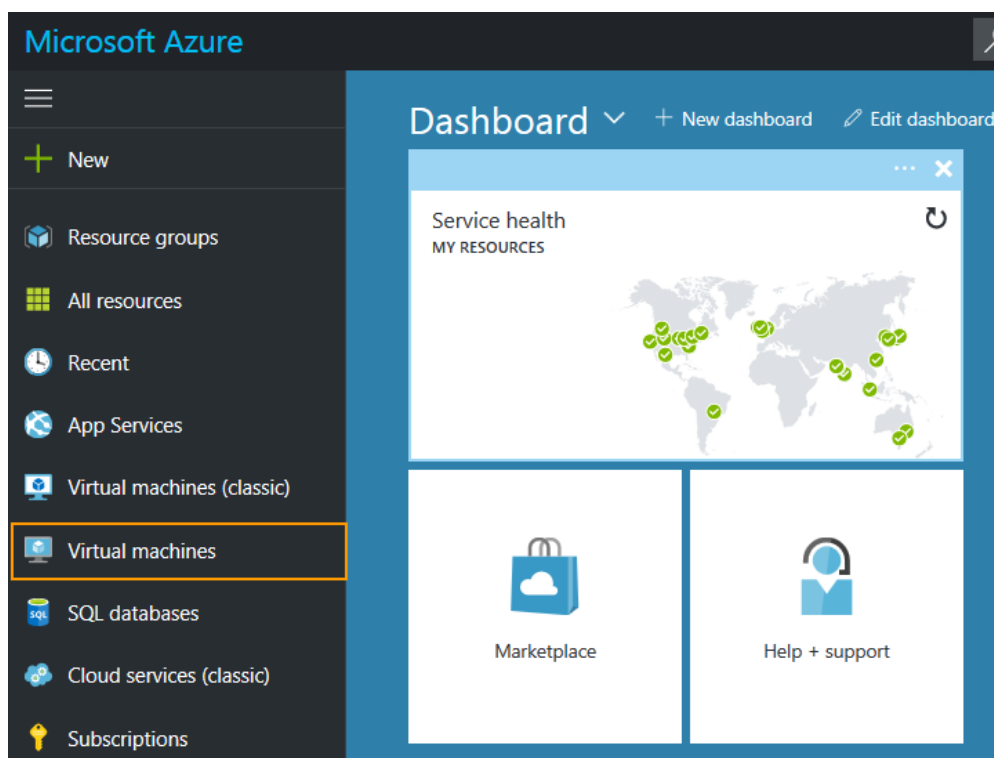 Microsoft Azure
New
Resource groups
All resources
Recent
App Services
Virtual machines (classic)
Virtual machines
SQL
SQL databases
Cloud services (classic)
Subscriptions
Dashboard
New dashboard
Edit dashboard
Service health
MY RESOURCES
Marketplace
Help + support